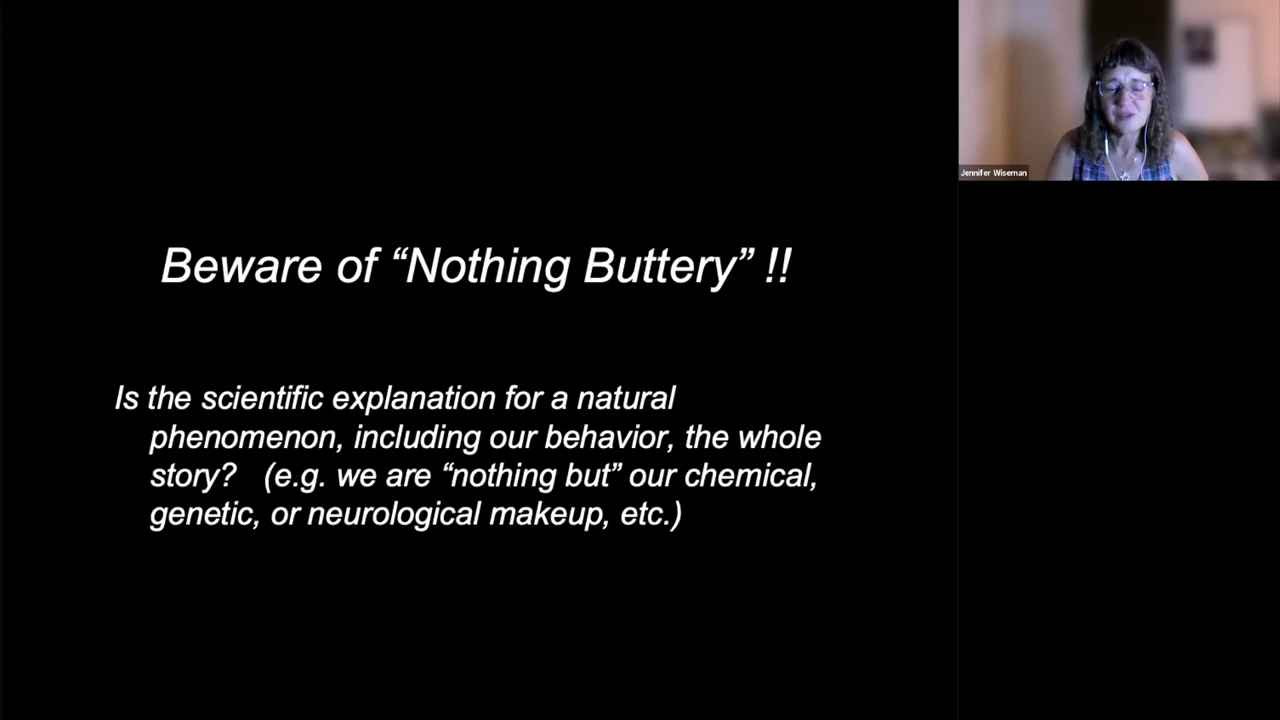 Jennifer Wiseman
Beware of “Nothing Buttery” !!
Is the scientific explanation for a natural
phenomenon, including our behavior, the whole
story? (e.g. we are “nothing but” our chemical,
genetic, or neurological makeup, etc.)